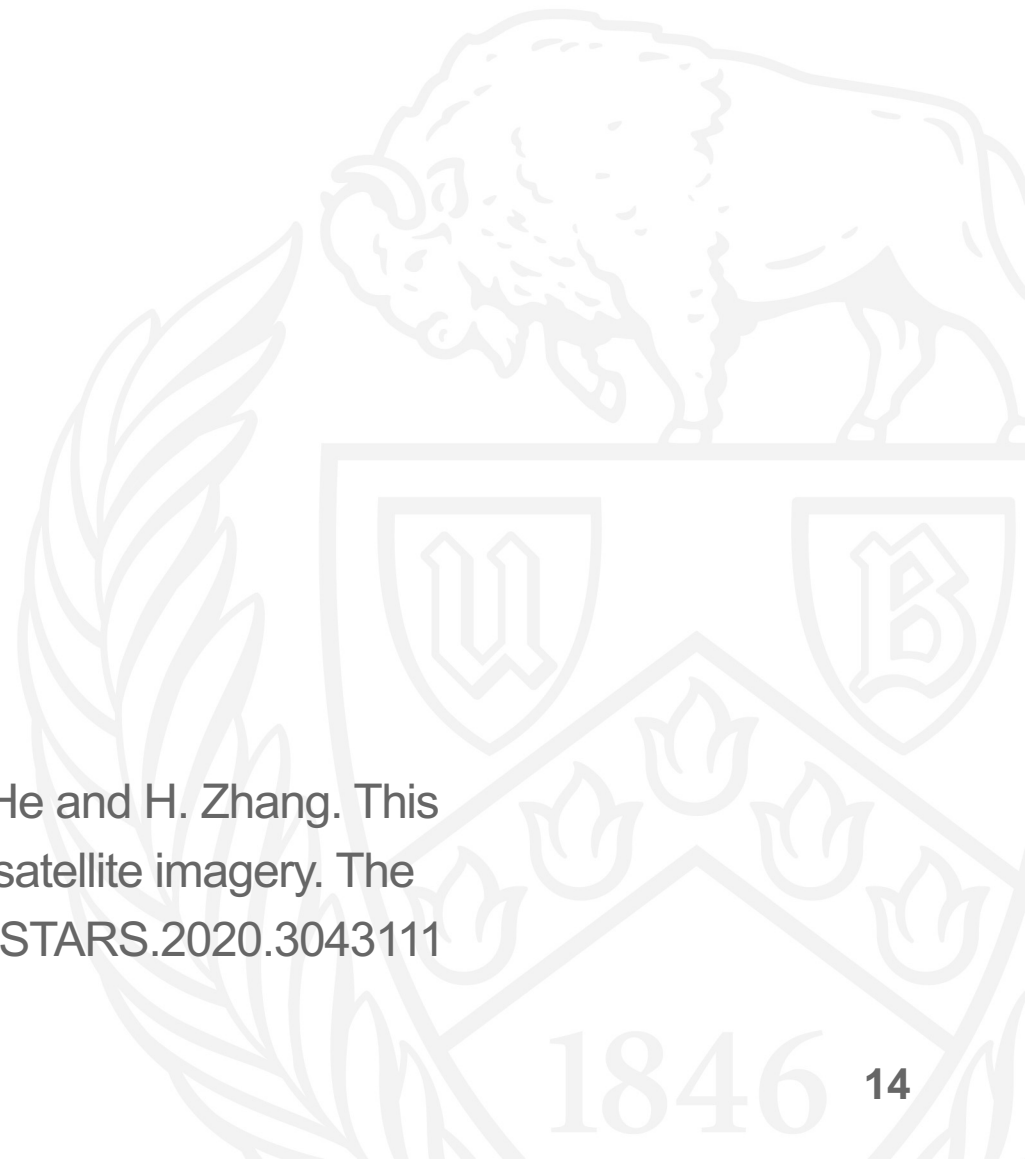 U B
He and H. Zhang. This
satellite imagery. The
STARS.2020.3043111
1846
14